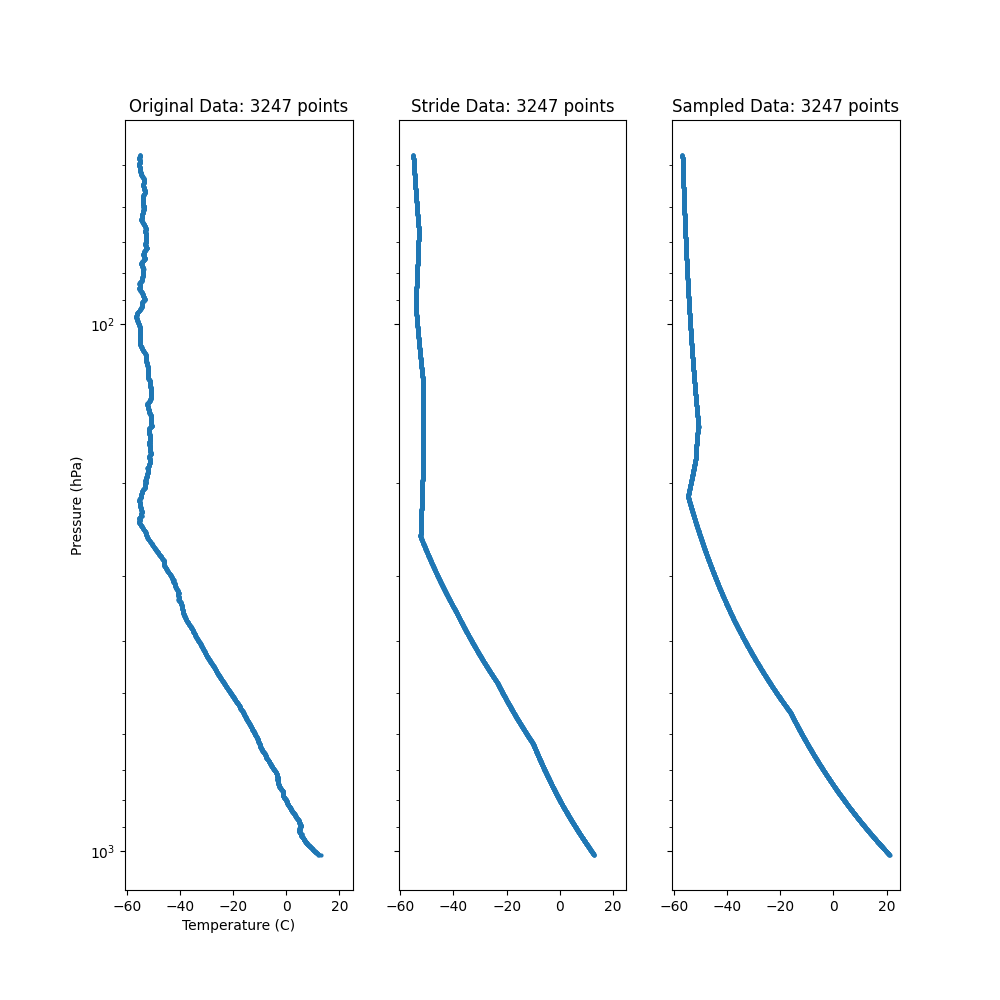 Original Data: 3247 points
Stride Data: 3247 points
Sampled Data: 3247 points
Pressure (hPa)
10²
10³
−60 −40 −20 0 20
−60 −40 −20 0 20
−60 −40 −20 0 20
Temperature (C)